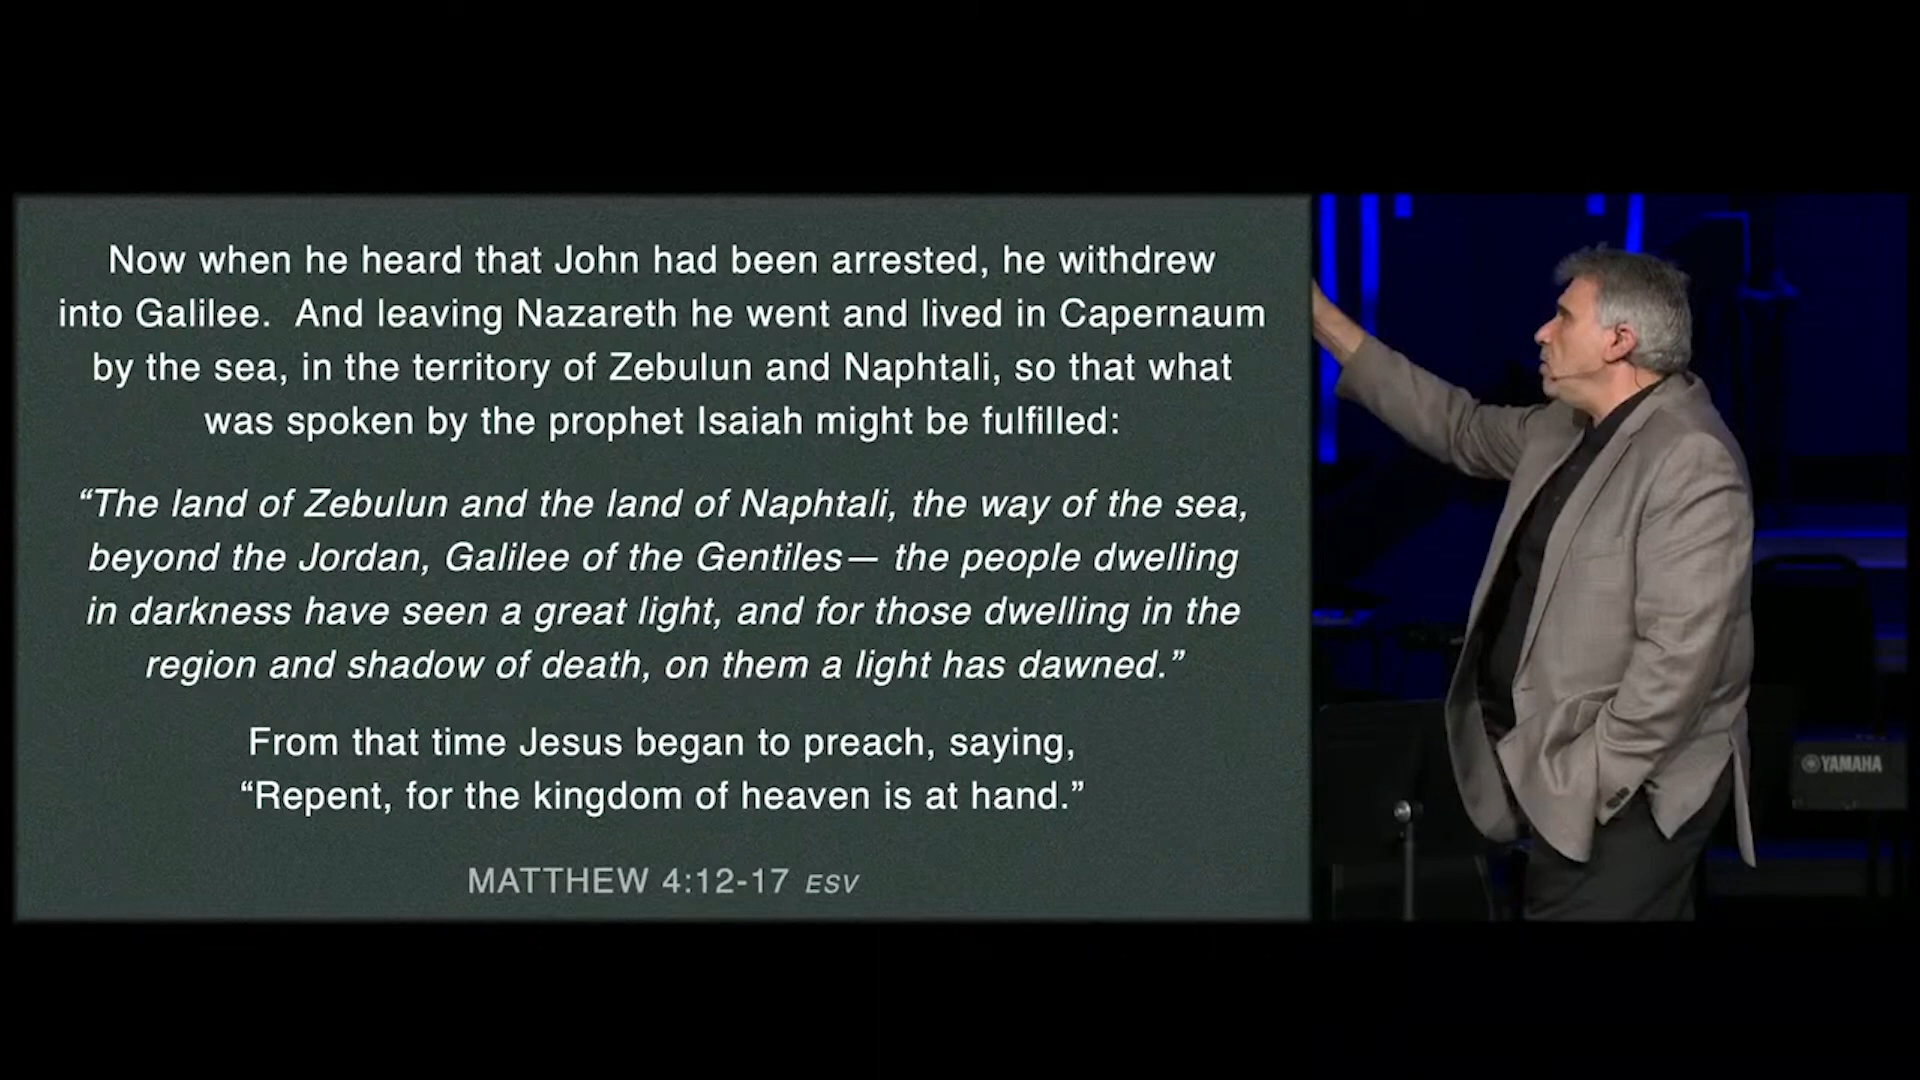 Now when he heard that John had been arrested, he withdrew
into Galilee.  And leaving Nazareth he went and lived in Capernaum
by the sea, in the territory of Zebulun and Naphtali, so that what
was spoken by the prophet Isaiah might be fulfilled:
“The land of Zebulun and the land of Naphtali, the way of the sea,
beyond the Jordan, Galilee of the Gentiles— the people dwelling
in darkness have seen a great light, and for those dwelling in the
region and shadow of death, on them a light has dawned.”
From that time Jesus began to preach, saying,
“Repent, for the kingdom of heaven is at hand.”
MATTHEW 4:12-17 ESV
YAMAHA